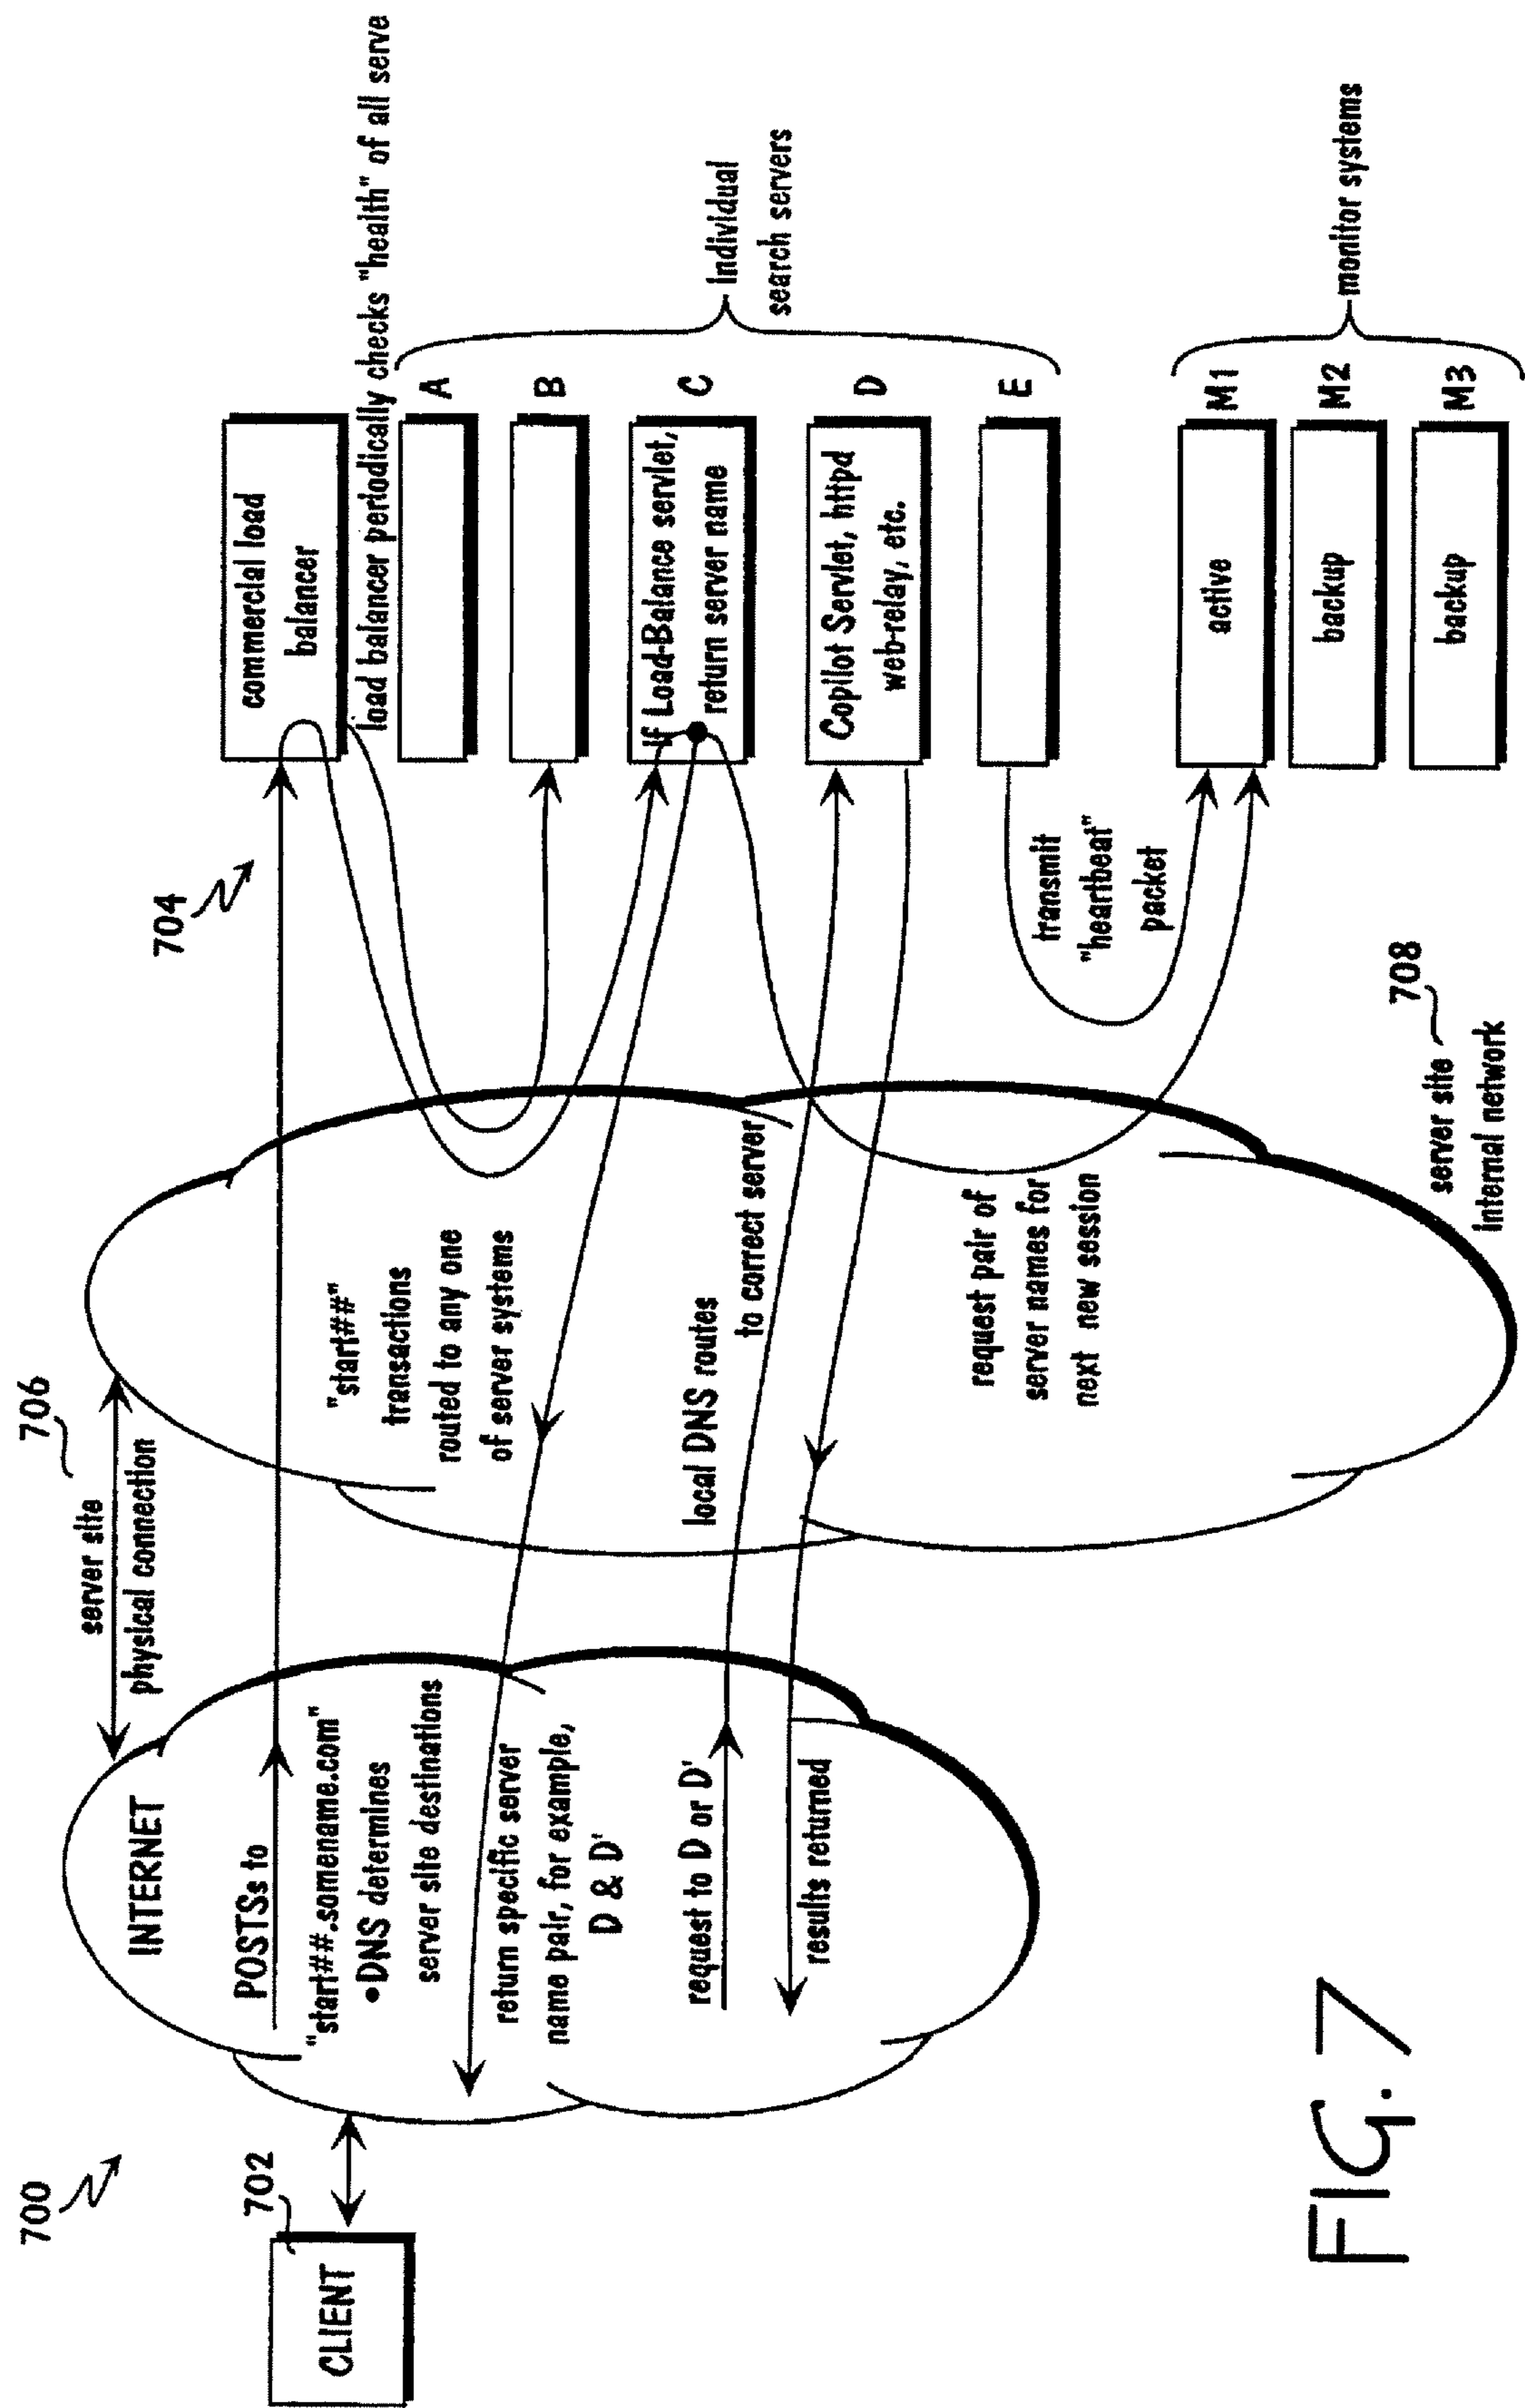 700
CLIENT
702
INTERNET
POSTSs to
"start##.somename.com"
•DNS determines
server site destinations
return specific server
name pair, for example,
D & D'
request to D or D'
results returned
server site
physical connection
706
"start##"
transactions
routed to any one
of server systems
local DNS routes
to correct server
request pair of
server names for
next new session
server site
internal network
708
704
commercial load
balancer
load balancer periodically checks "health" of all serve
A
B
If Load-Balance servlet,
return server name
C
Copilot Servlet, httpd
web-relay, etc.
D
E
individual
search servers
transmit
"heartbeat"
packet
active
M1
backup
M2
backup
M3
monitor systems
FIG. 7